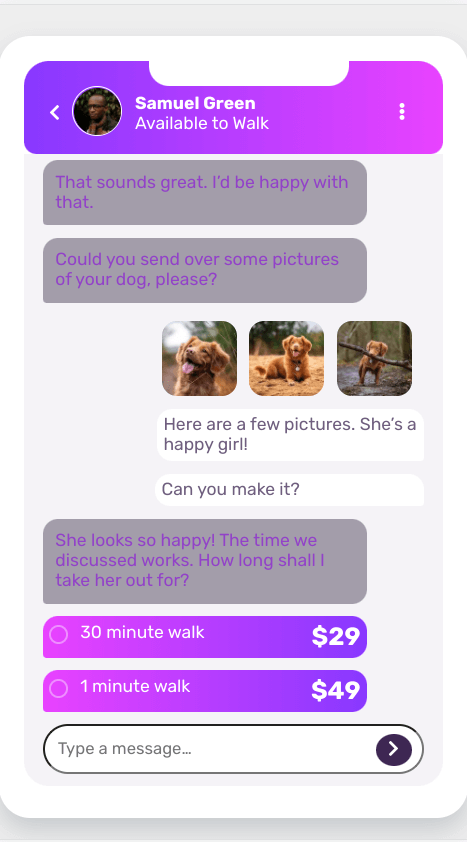 Samuel Green
Available to Walk
That sounds great. I'd be happy with
that.
Could you send over some pictures
of your dog, please?
Here are a few pictures. She's a
happy girl!
Can you make it?
She looks so happy! The time we
discussed works. How long shall I
take her out for?
30 minute walk $29
1 minute walk $49
Type a message…